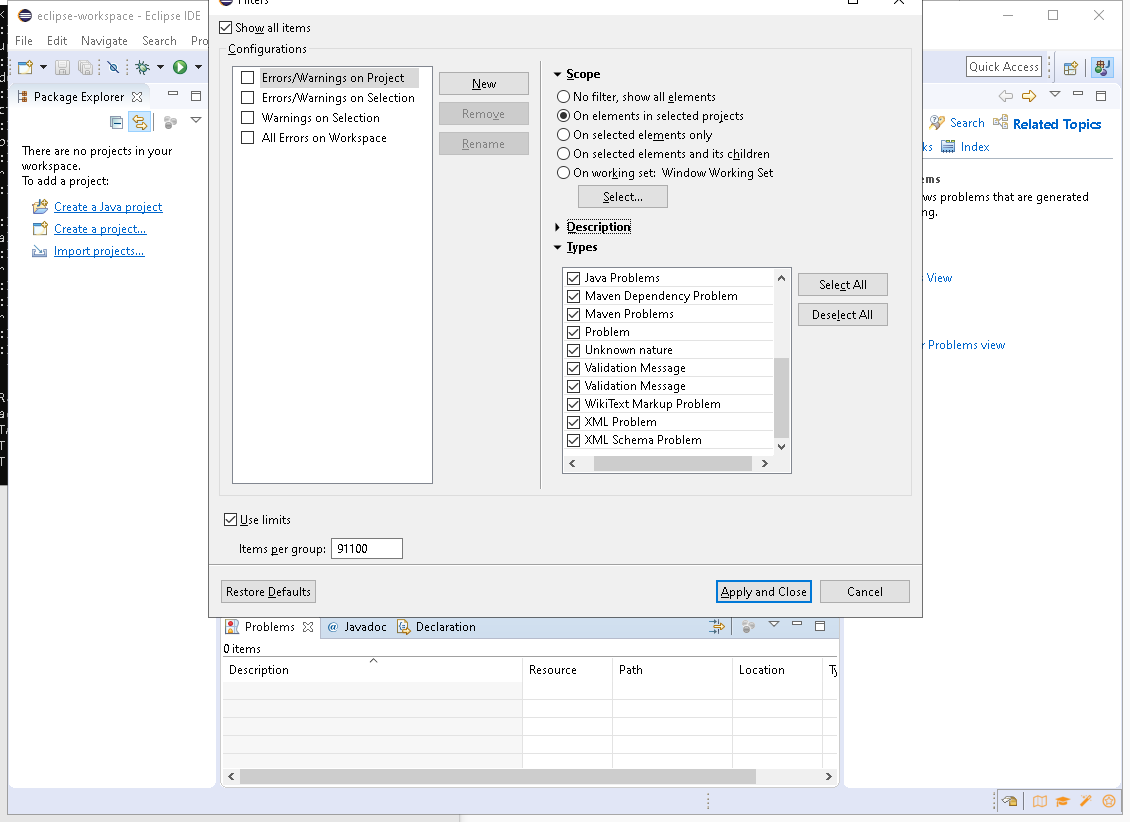 eclipse-workspace - Eclipse IDE
Filters
File Edit Navigate Search Pro
Show all items
Configurations
Errors/Warnings on Project
Errors/Warnings on Selection
Warnings on Selection
All Errors on Workspace
New
Remove
Rename
Scope
No filter, show all elements
On elements in selected projects
On selected elements only
On selected elements and its children
On working set: Window Working Set
Select...
Description
Types
Java Problems
Maven Dependency Problem
Maven Problems
Problem
Unknown nature
Validation Message
Validation Message
WikiText Markup Problem
XML Problem
XML Schema Problem
Select All
Deselect All
Use limits
Items per group: 91100
Restore Defaults
Apply and Close
Cancel
Package Explorer
There are no projects in your
workspace.
To add a project:
Create a Java project
Create a project...
Import projects...
Quick Access
Search Related Topics
ks Index
ems
ws problems that are generated
ng.
View
r Problems view
Problems @ Javadoc Declaration
0 items
Description Resource Path Location Ty